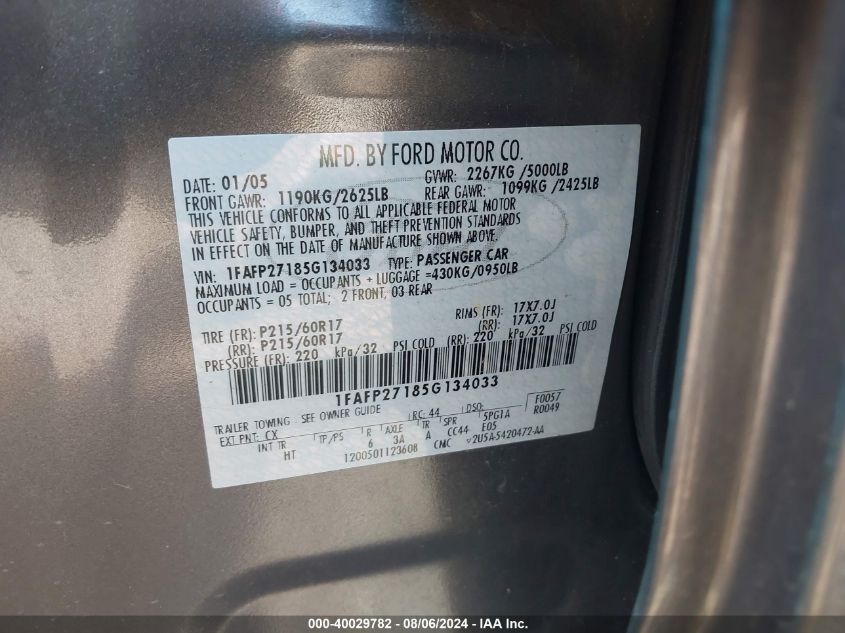 MFD. BY FORD MOTOR CO.
DATE: 01/05 GVWR: 2267KG /5000LB
FRONT GAWR: 1190KG/2625LB REAR GAWR: 1099KG /2425LB
THIS VEHICLE CONFORMS TO ALL APPLICABLE FEDERAL MOTOR
VEHICLE SAFETY, BUMPER, AND THEFT PREVENTION STANDARDS
IN EFFECT ON THE DATE OF MANUFACTURE SHOWN ABOVE.
VIN: 1FAFP27185G134033 TYPE: PASSENGER CAR
MAXIMUM LOAD = OCCUPANTS + LUGGAGE =430KG/0950LB
OCCUPANTS = 05 TOTAL; 2 FRONT, 03 REAR
TIRE (FR): P215/60R17 RIMS (FR): 17X7.0J
(RR): P215/60R17 (RR): 17X7.0J
PRESSURE (FR): 220 kPa/32 PSI COLD (RR): 220 kPa/32 PSI COLD
1FAFP27185G134033
TRAILER TOWING - SEE OWNER GUIDE RC: 44 DSO: F0057
EXT PNT: CX TP/PS R AXLE TR SPR 5PG1A R0049
INT TR 6 3A A CC44 E05
HT 1200501123608 CMC V2U5A-5420472-AA
000-40029782 - 08/06/2024 - IAA Inc.